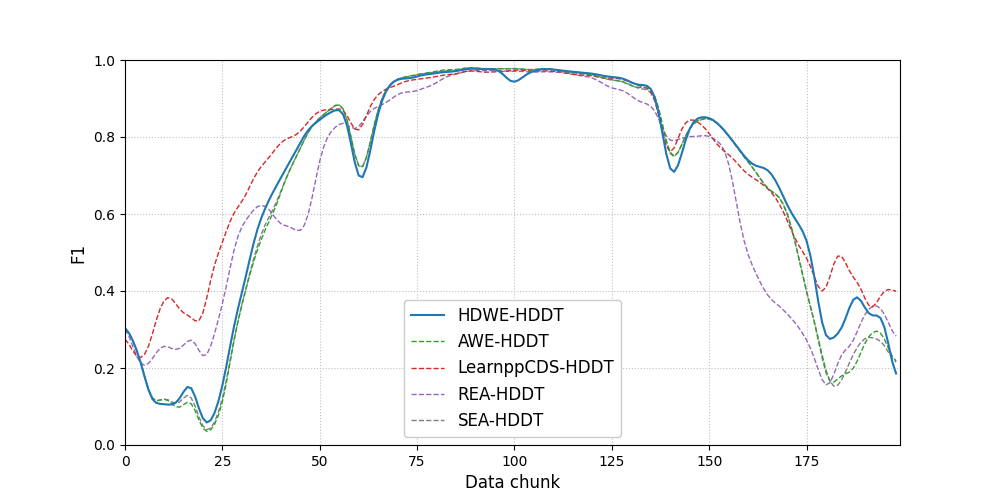 1.0
0.8
0.6
0.4
0.2
0.0
F1
HDWE-HDDT
AWE-HDDT
LearnppCDS-HDDT
REA-HDDT
SEA-HDDT
0 25 50 75 100 125 150 175
Data chunk